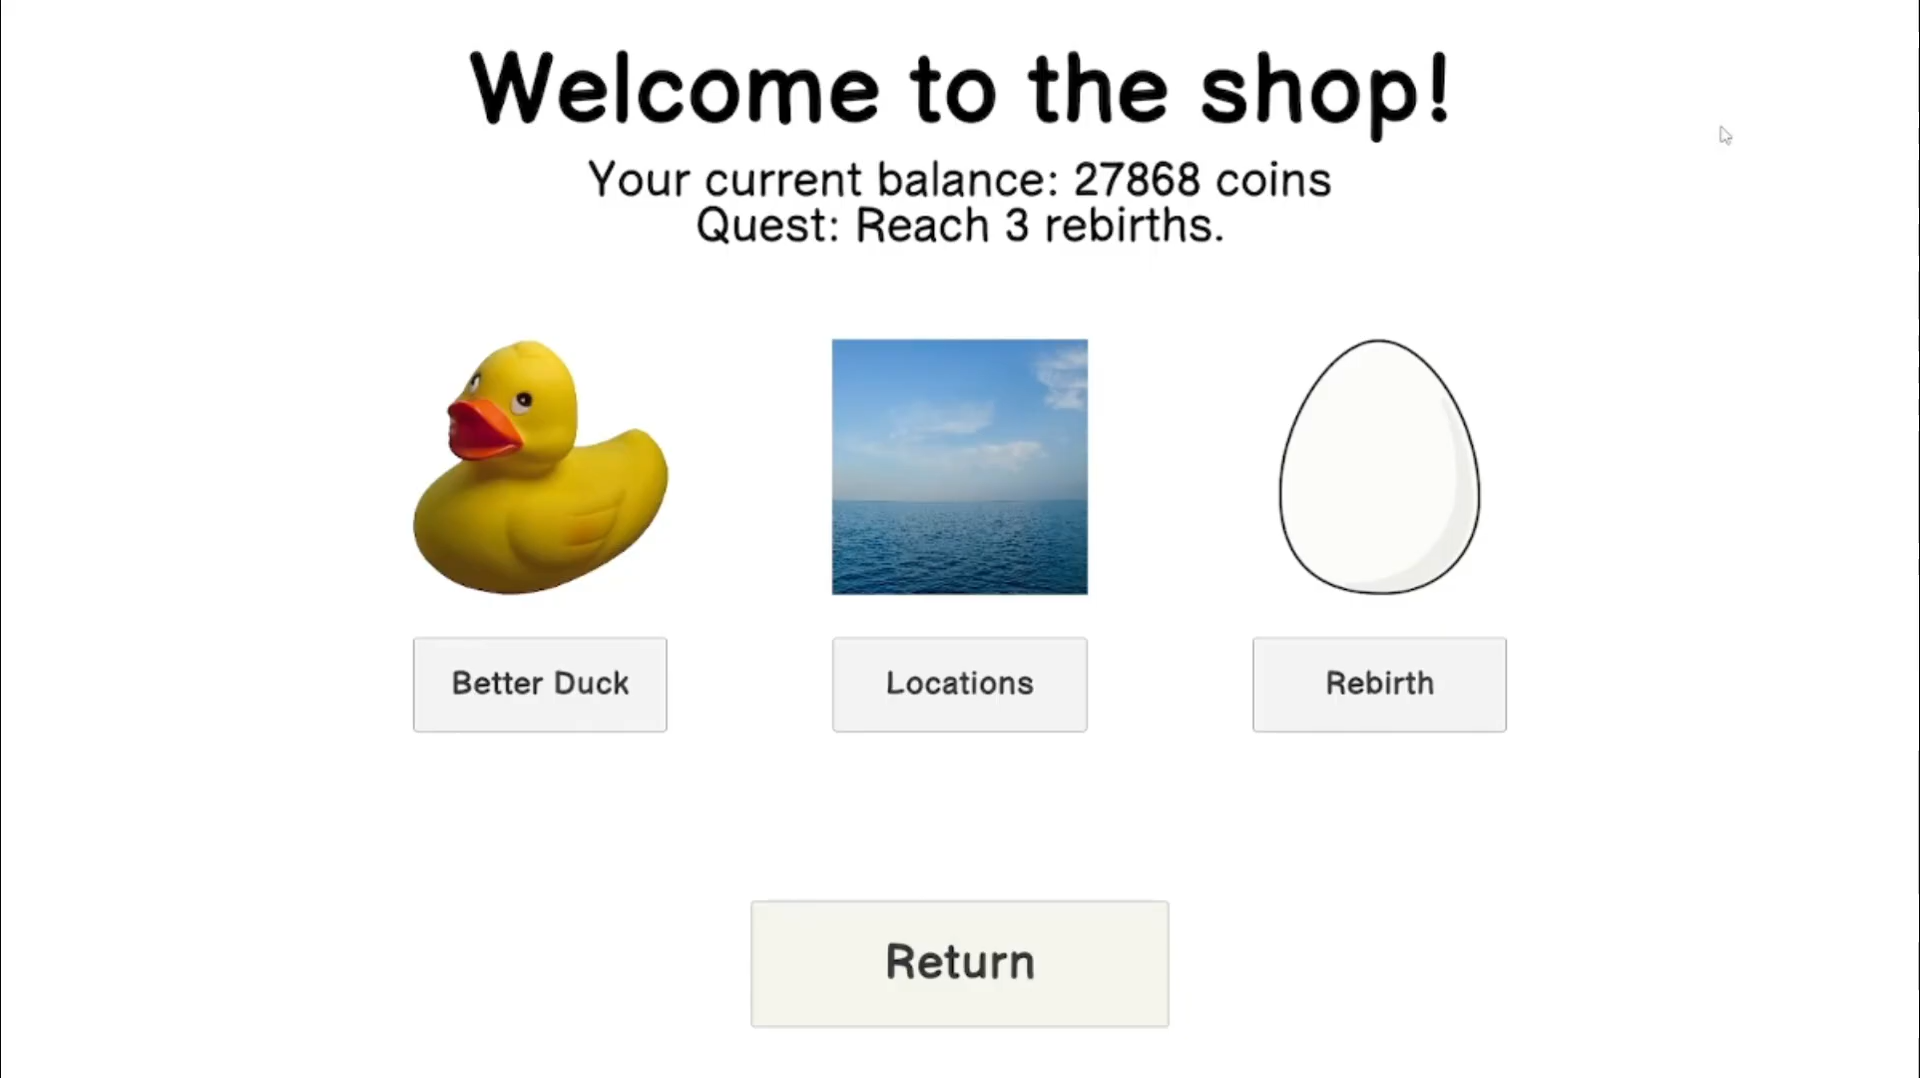 Welcome to the shop!
Your current balance: 27868 coins
Quest: Reach 3 rebirths.
Better Duck
Locations
Rebirth
Return